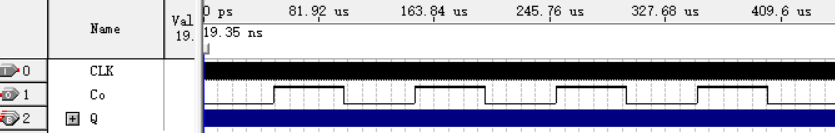 Name
Val
19.
0 ps
81.92 us
163.84 us
245.76 us
327.68 us
409.6 us
19.35 ns
0
CLK
1
Co
2
Q